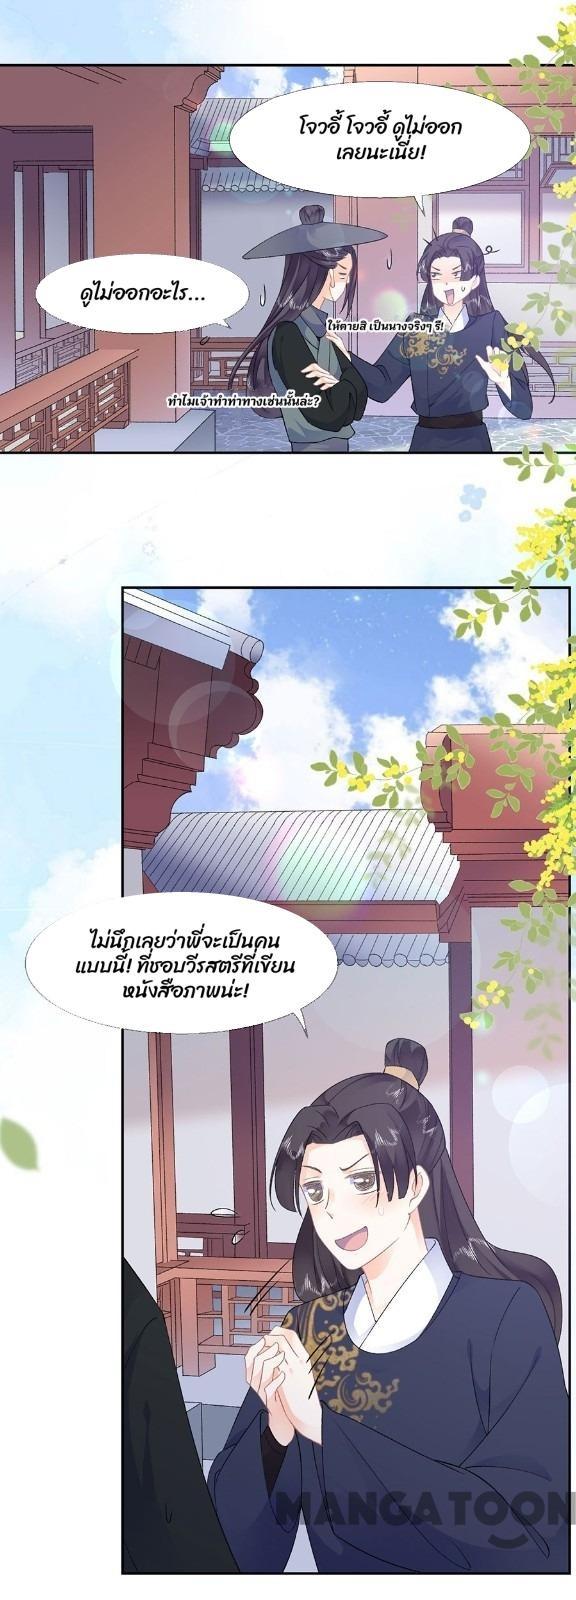 โจวอี้ โจวอี้ ดูไม่ออก
เลยนะเนี่ย!
ดูไม่ออกอะไร...
ให้ตายสิ เป็นนางจริงๆ รึ!
ทำไมเจ้าทำท่าทางเช่นนั้นล่ะ?
ไม่นึกเลยว่าพี่จะเป็นคน
แบบนี้! ที่ชอบวีรสตรีที่เขียน
หนังสือภาพน่ะ!
MANGATOON